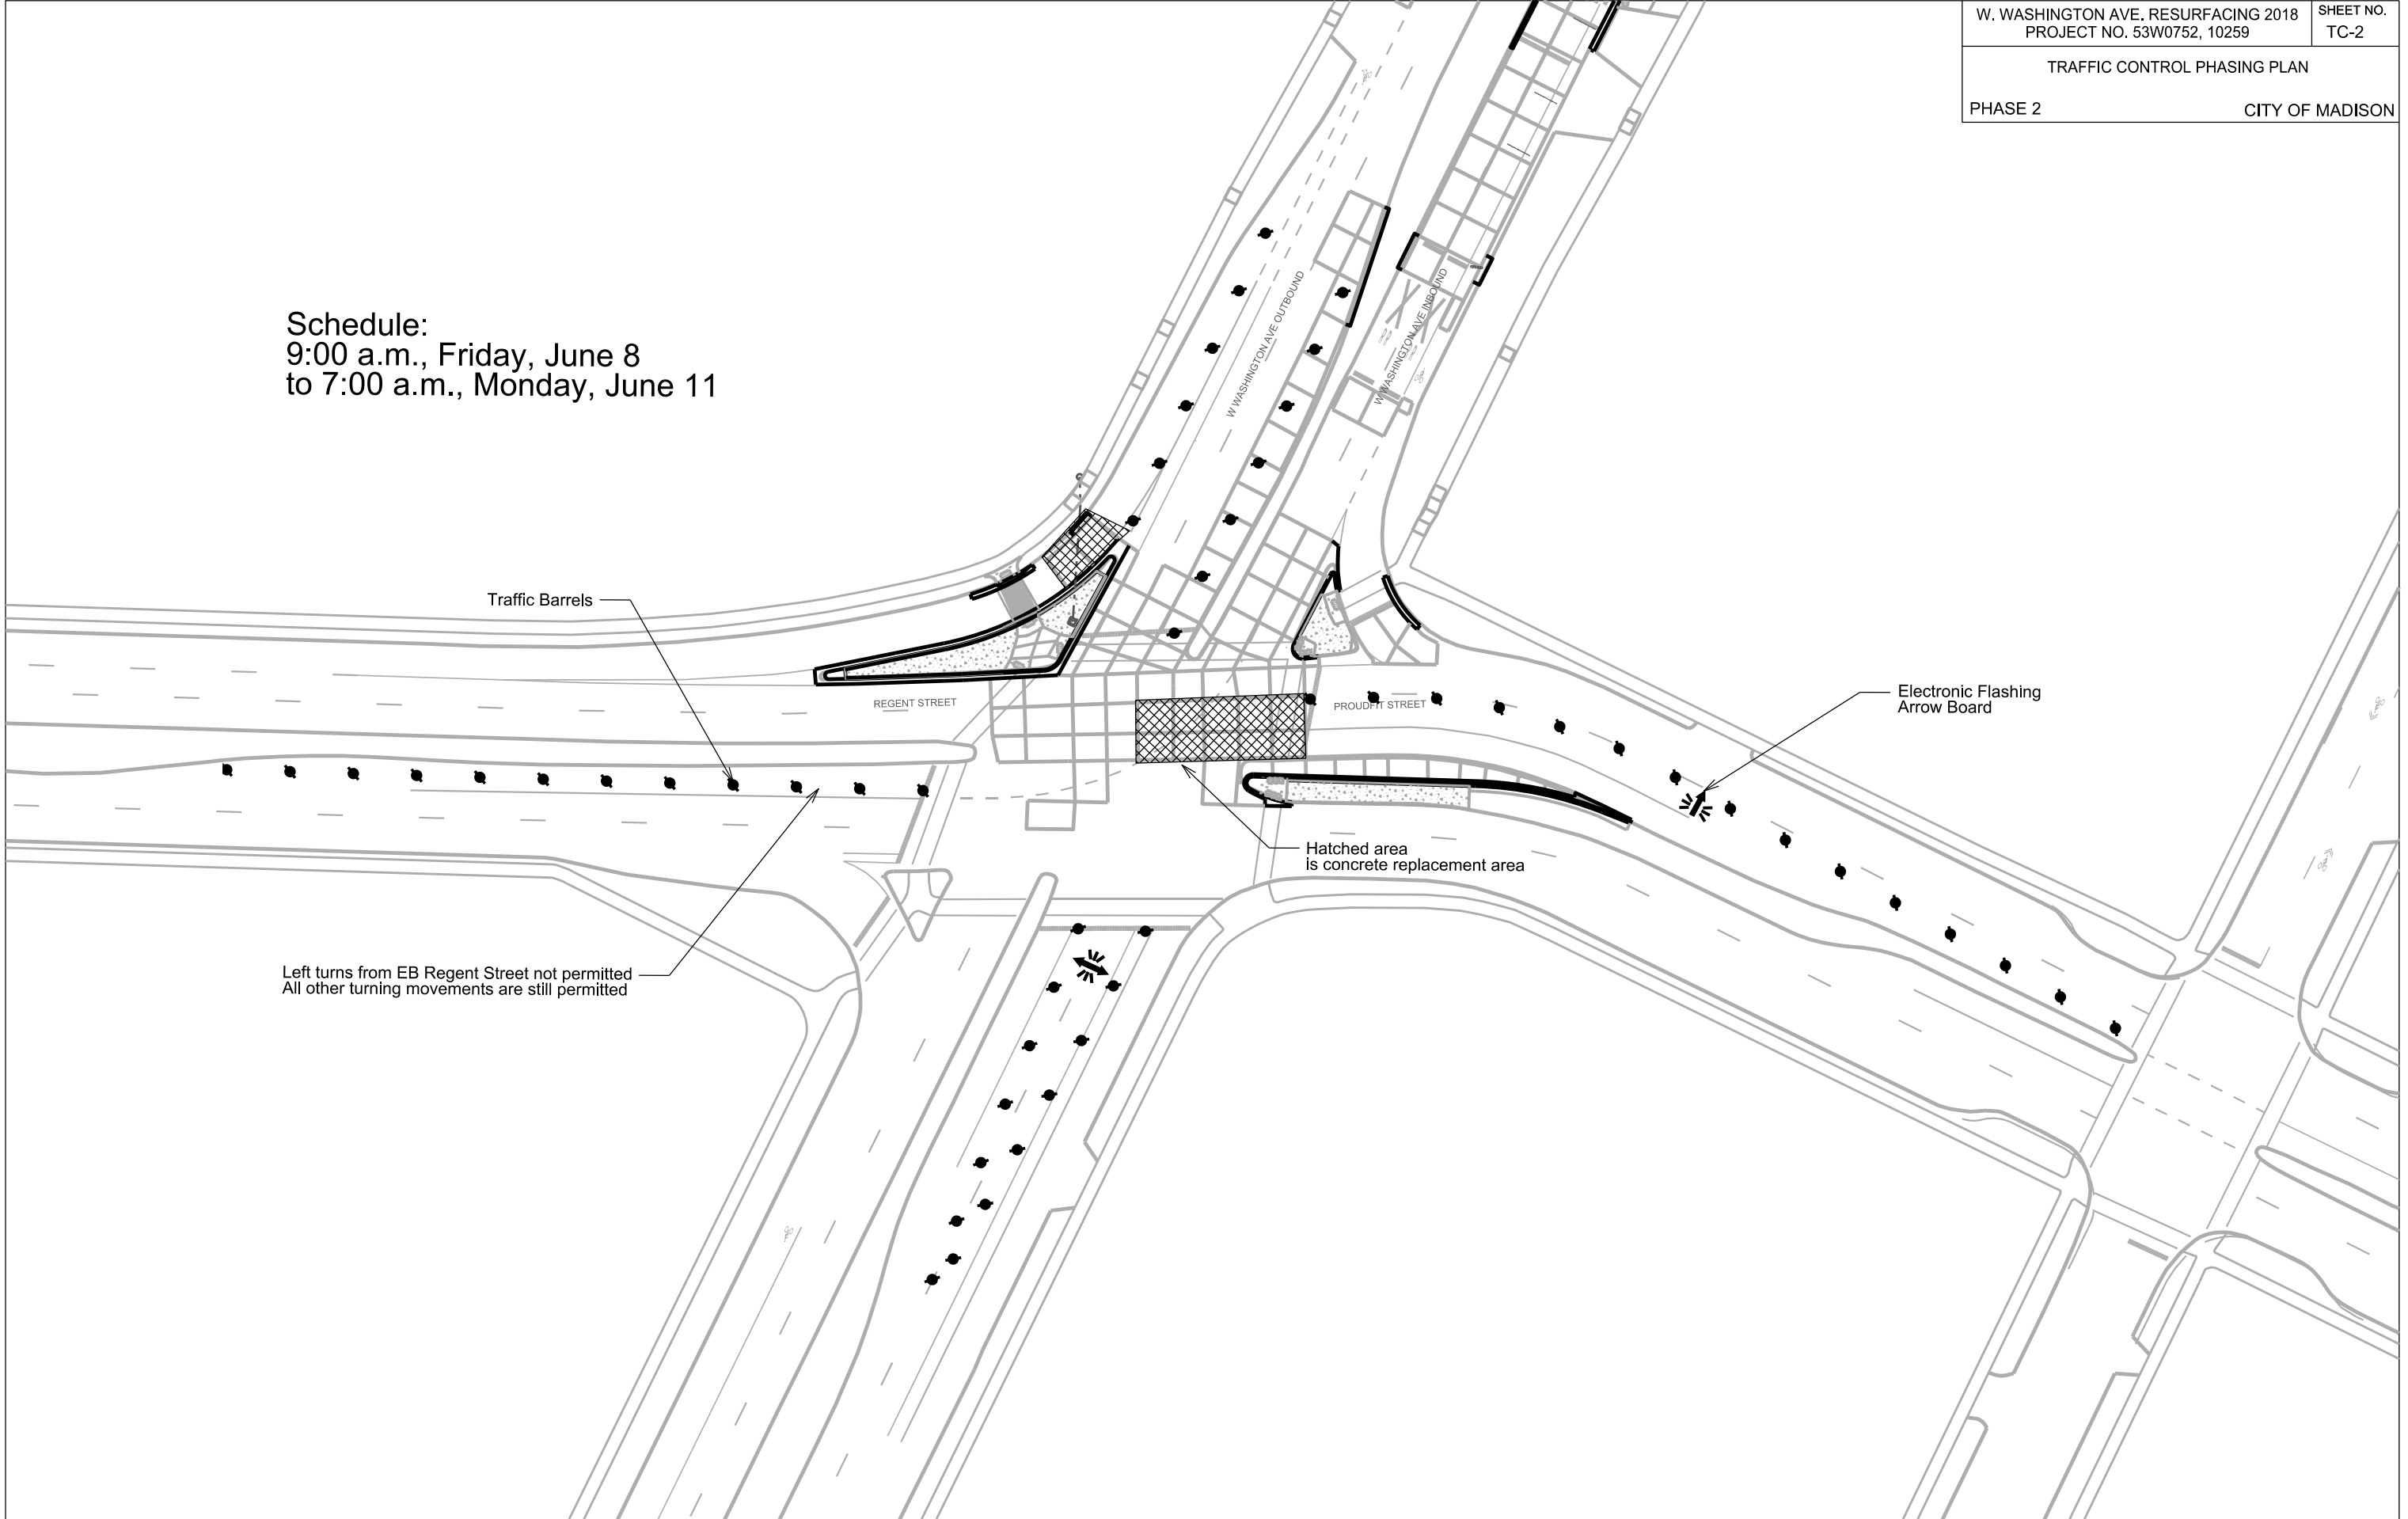 W. WASHINGTON AVE. RESURFACING 2018
PROJECT NO. 53W0752, 10259
SHEET NO.
TC-2
TRAFFIC CONTROL PHASING PLAN
PHASE 2
CITY OF MADISON
Schedule:
9:00 a.m., Friday, June 8
to 7:00 a.m., Monday, June 11
W WASHINGTON AVE OUTBOUND
W WASHINGTON AVE INBOUND
Traffic Barrels
REGENT STREET
PROUDFIT STREET
Electronic Flashing
Arrow Board
Hatched area
is concrete replacement area
Left turns from EB Regent Street not permitted
All other turning movements are still permitted